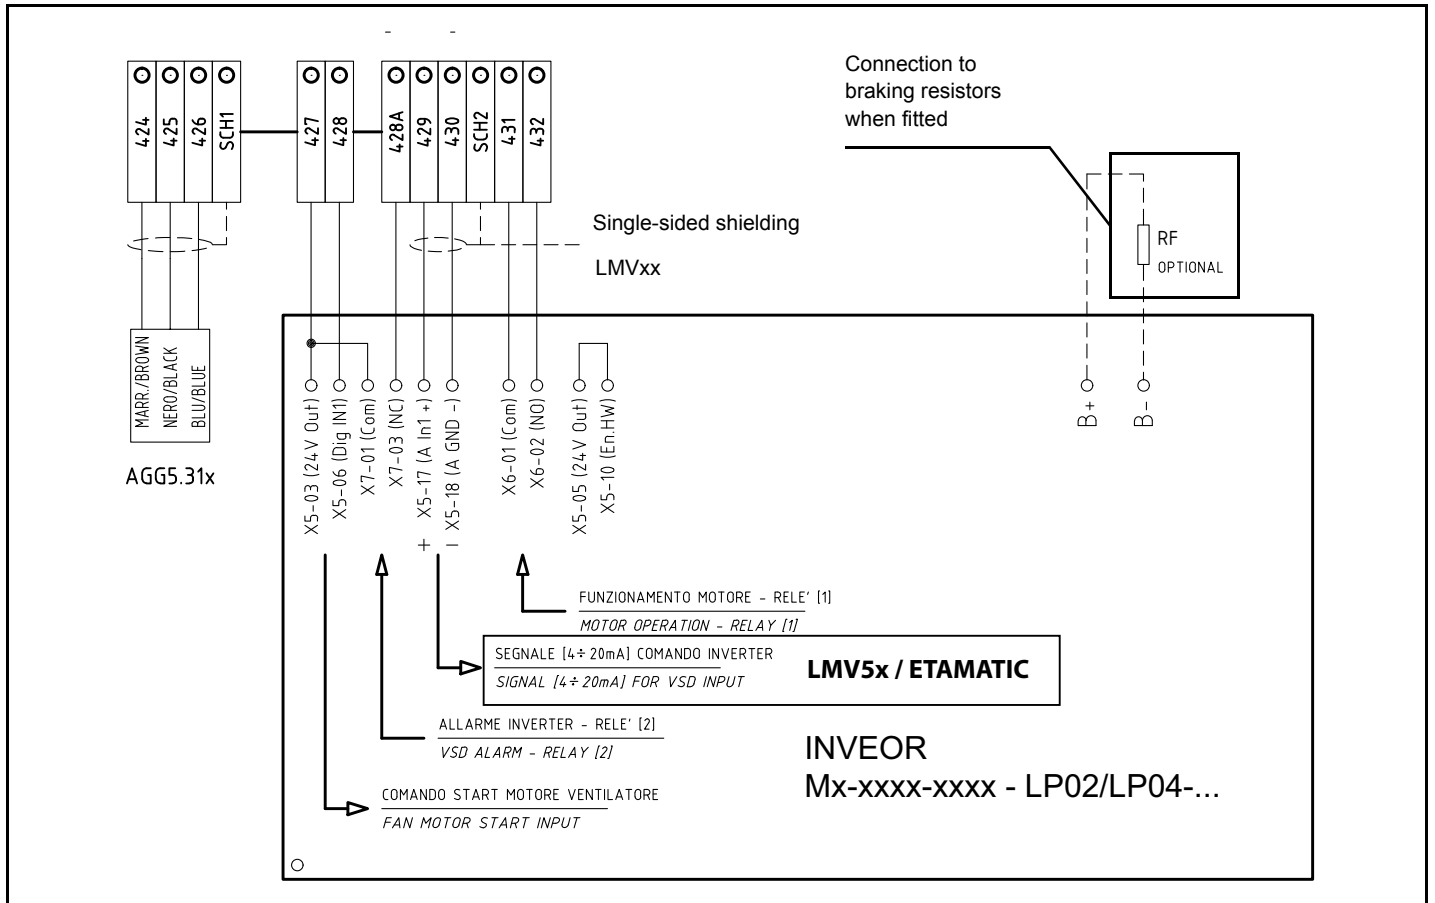 Connection to
braking resistors
when fitted
424
425
426
SCH1
427
428
428A
429
430
SCH2
431
432
Single-sided shielding
LMVxx
RF
OPTIONAL
MARR./BROWN
NERO/BLACK
BLU/BLUE
AGG5.31x
X5-03 (24V Out)
X5-06 (Dig IN1)
X7-01 (Com)
X7-03 (NC)
+ X5-17 (A In1 +)
- X5-18 (A GND -)
X6-01 (Com)
X6-02 (NO)
X5-05 (24V Out)
X5-10 (En.HW)
B+
B-
FUNZIONAMENTO MOTORE - RELE' [1]
MOTOR OPERATION - RELAY [1]
SEGNALE [4÷20mA] COMANDO INVERTER
SIGNAL [4÷20mA] FOR VSD INPUT
LMV5x / ETAMATIC
ALLARME INVERTER - RELE' [2]
VSD ALARM - RELAY [2]
INVEOR
Mx-xxxx-xxxx - LP02/LP04-...
COMANDO START MOTORE VENTILATORE
FAN MOTOR START INPUT